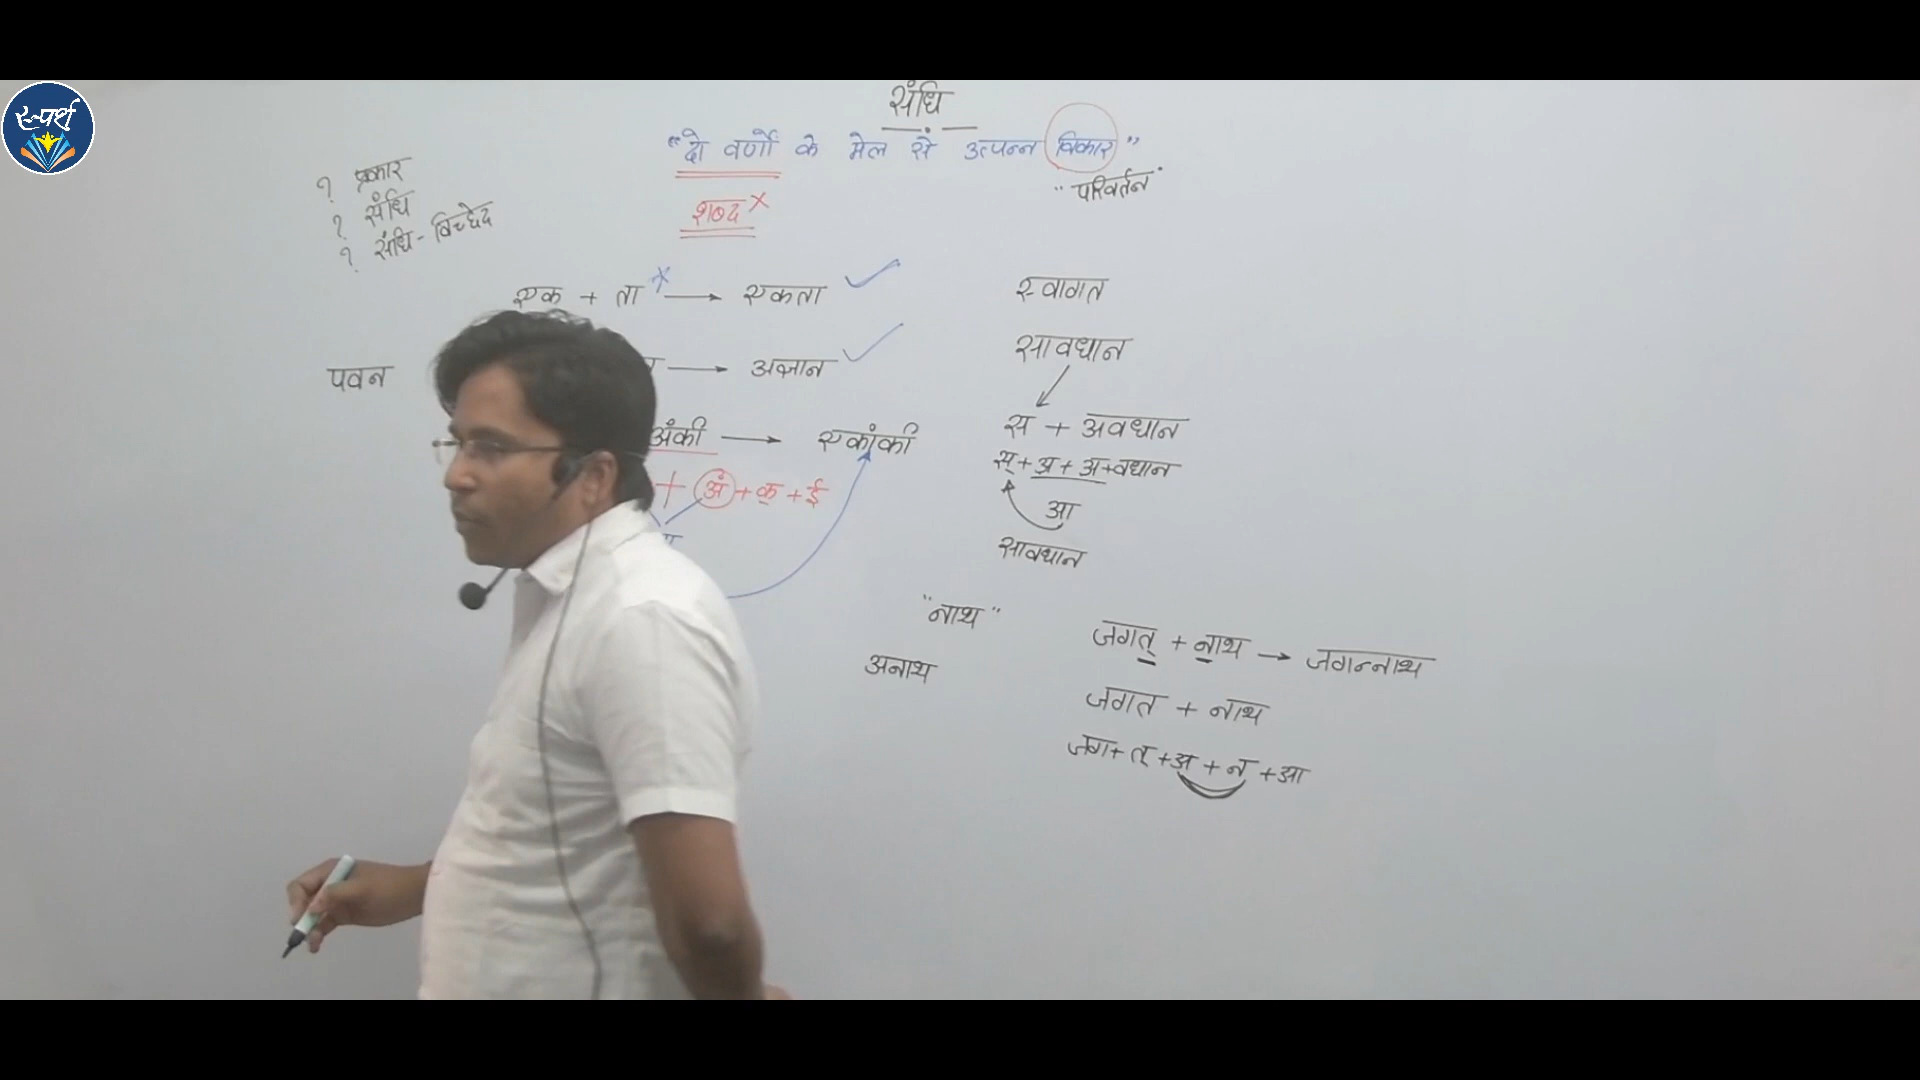 स्पर्धा
संधि
"दो वर्णों के मेल से उत्पन्न विकार"
"परिवर्तन"
शब्द x
? प्रकार
? संधि
? संधि - विच्छेद
एक + ता x → एकता ✓
→ अज्ञान ✓
पवन
अंकी → एकांकी
+ अं + क् + ई
स्वागत
सावधान
स + अवधान
स् + अ + अ + वधान
आ
सावधान
"नाथ"
अनाथ
जगत् + नाथ → जगन्नाथ
जगत + नाथ
जग + त् + अ + न् + आ